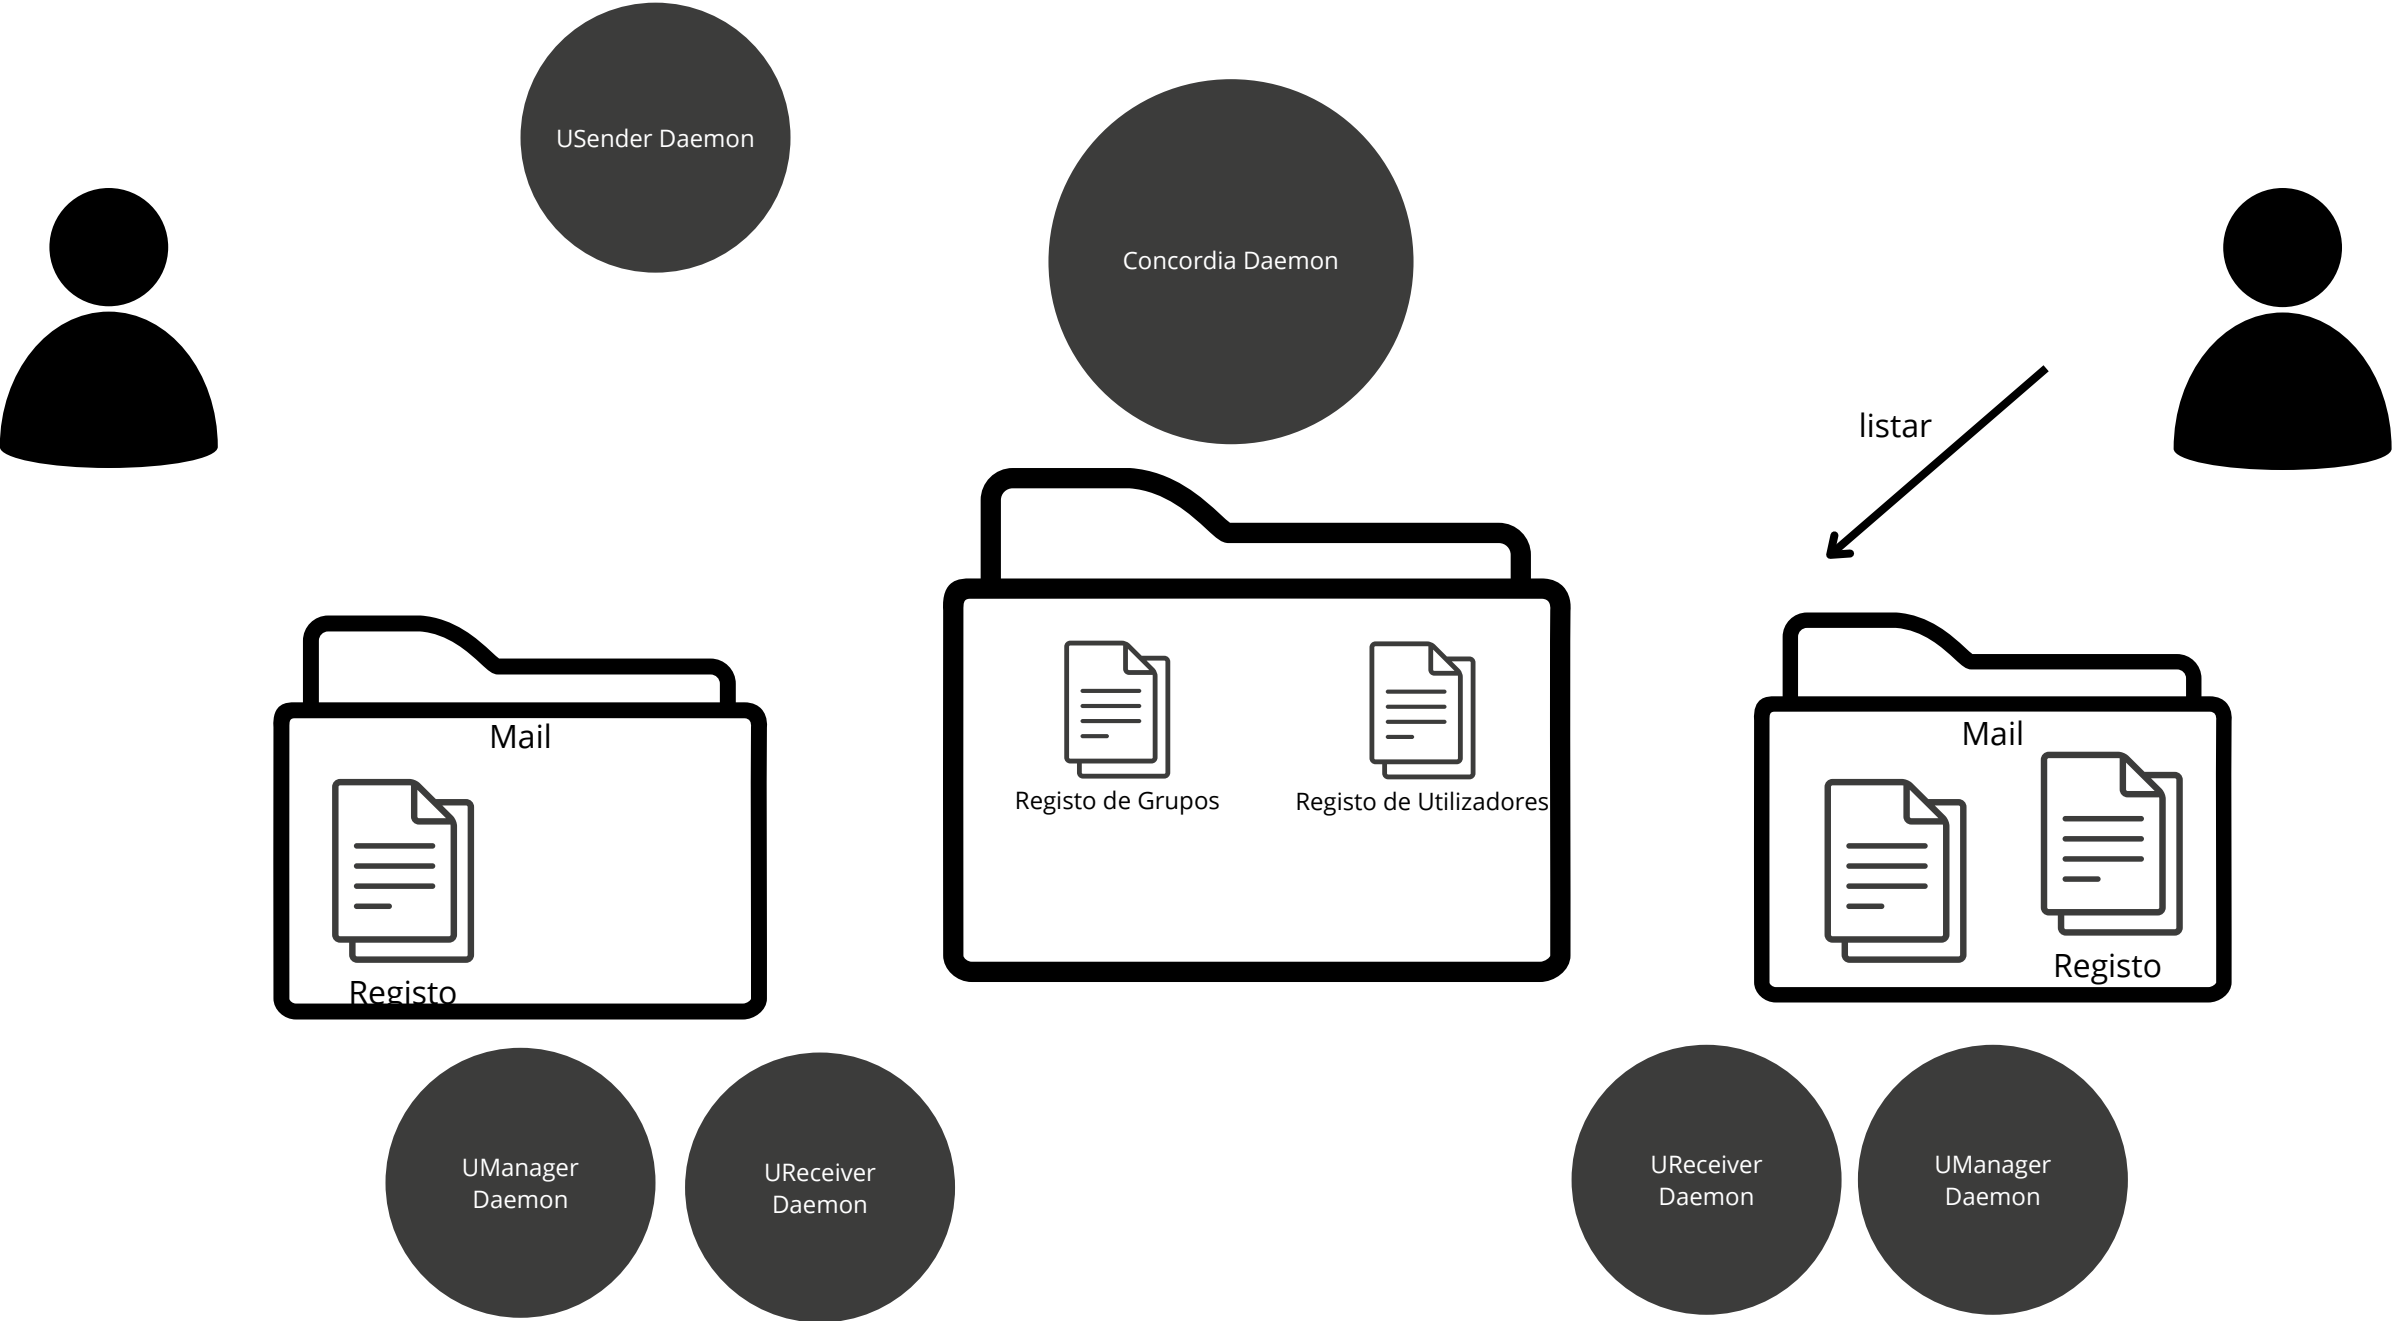 USender Daemon
Concordia Daemon
listar
Mail
Registo
Registo de Grupos
Registo de Utilizadores
Mail
Registo
UManager
Daemon
UReceiver
Daemon
UReceiver
Daemon
UManager
Daemon